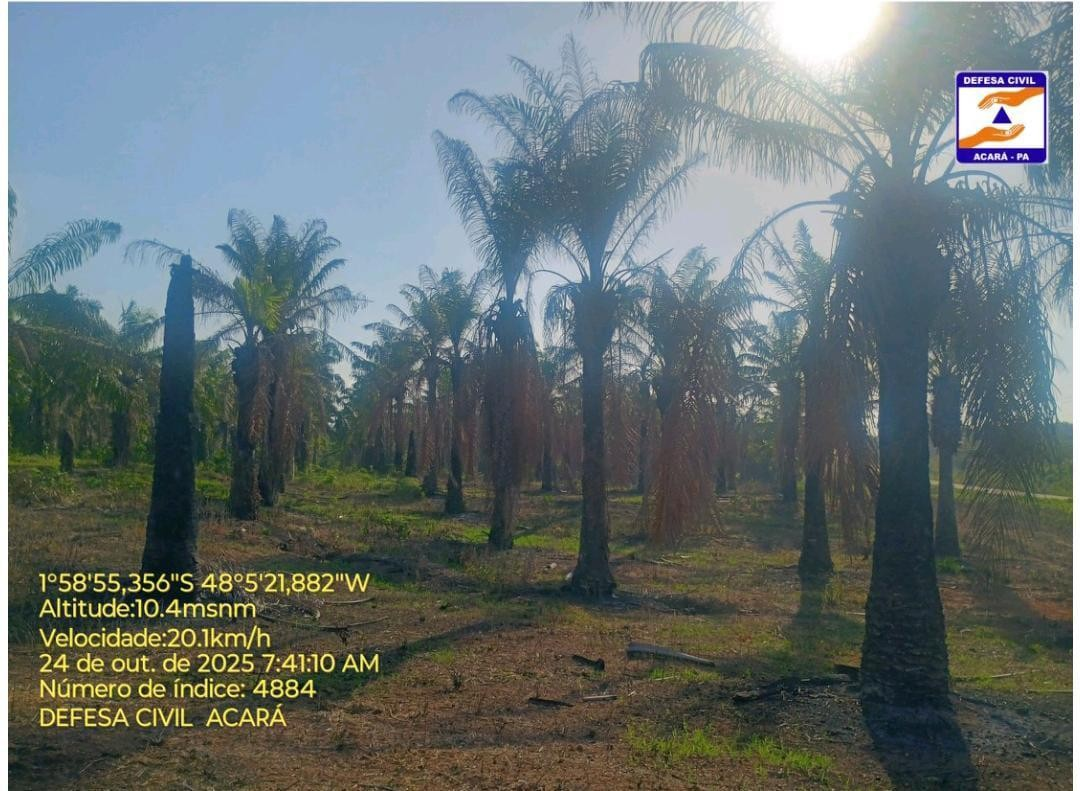 DEFESA CIVIL
ACARÁ - PA
1°58'55,356"S 48°5'21,882"W
Altitude:10.4msnm
Velocidade:20.1km/h
24 de out. de 2025 7:41:10 AM
Número de índice: 4884
DEFESA CIVIL ACARÁ